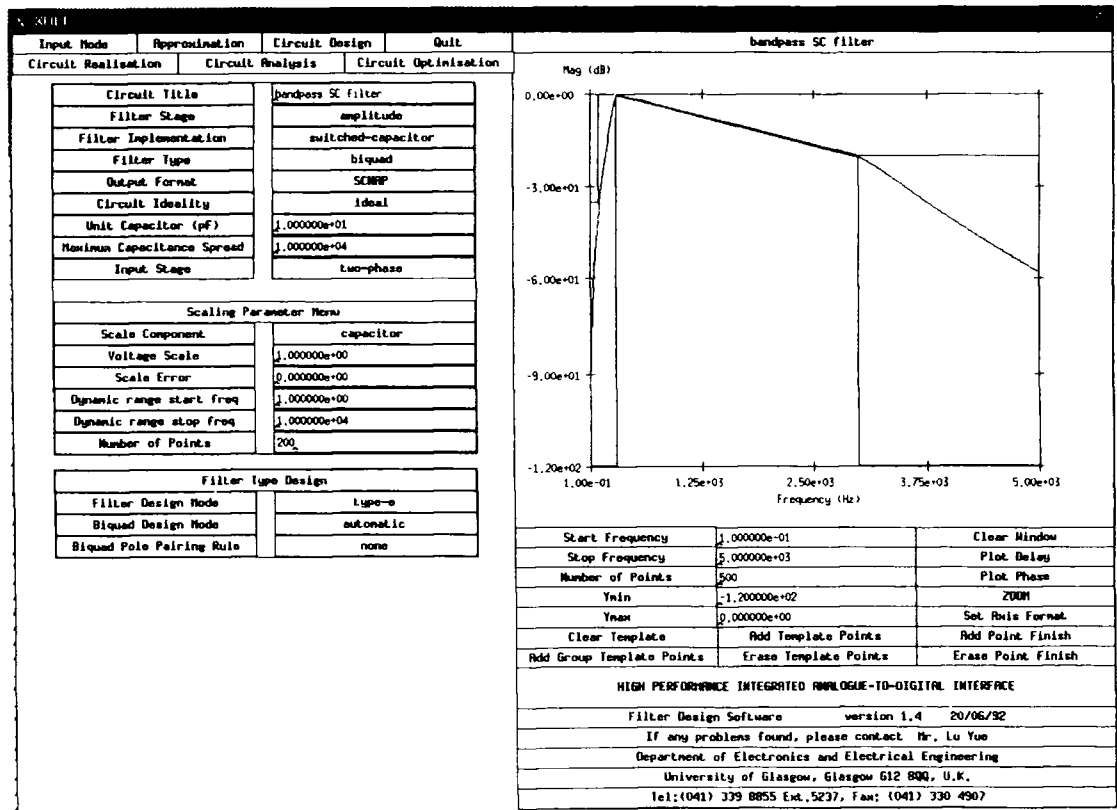 XFILT
Input Mode Approximation Circuit Design Quit
Circuit Realisation Circuit Analysis Circuit Optimisation
Circuit Title bandpass SC filter
Filter Stage amplitude
Filter Implementation switched-capacitor
Filter Type biquad
Output Format SCNAP
Circuit Ideality ideal
Unit Capacitor (pF) 1.000000e+01
Maximum Capacitance Spread 1.000000e+04
Input Stage two-phase
Scaling Parameter Menu
Scale Component capacitor
Voltage Scale 1.000000e+00
Scale Error 0.000000e+00
Dynamic range start freq 1.000000e+00
Dynamic range stop freq 1.000000e+04
Number of Points 200
Filter Type Design
Filter Design Mode type-e
Biquad Design Mode automatic
Biquad Pole Pairing Rule none
bandpass SC filter
Mag (dB)
0.00e+00
-3.00e+01
-6.00e+01
-9.00e+01
-1.20e+02
1.00e-01 1.25e+03 2.50e+03 3.75e+03 5.00e+03
Frequency (Hz)
Start Frequency 1.000000e-01 Clear Window
Stop Frequency 5.000000e+03 Plot Delay
Number of Points 500 Plot Phase
Ymin -1.200000e+02 ZOOM
Ymax 0.000000e+00 Set Axis Format
Clear Template Add Template Points Add Point Finish
Add Group Template Points Erase Template Points Erase Point Finish
HIGH PERFORMANCE INTEGRATED ANALOGUE-TO-DIGITAL INTERFACE
Filter Design Software version 1.4 20/06/92
If any problems found, please contact Mr. Lu Yue
Department of Electronics and Electrical Engineering
University of Glasgow, Glasgow G12 8QQ, U.K.
Tel:(041) 339 8855 Ext.5237, Fax: (041) 330 4907